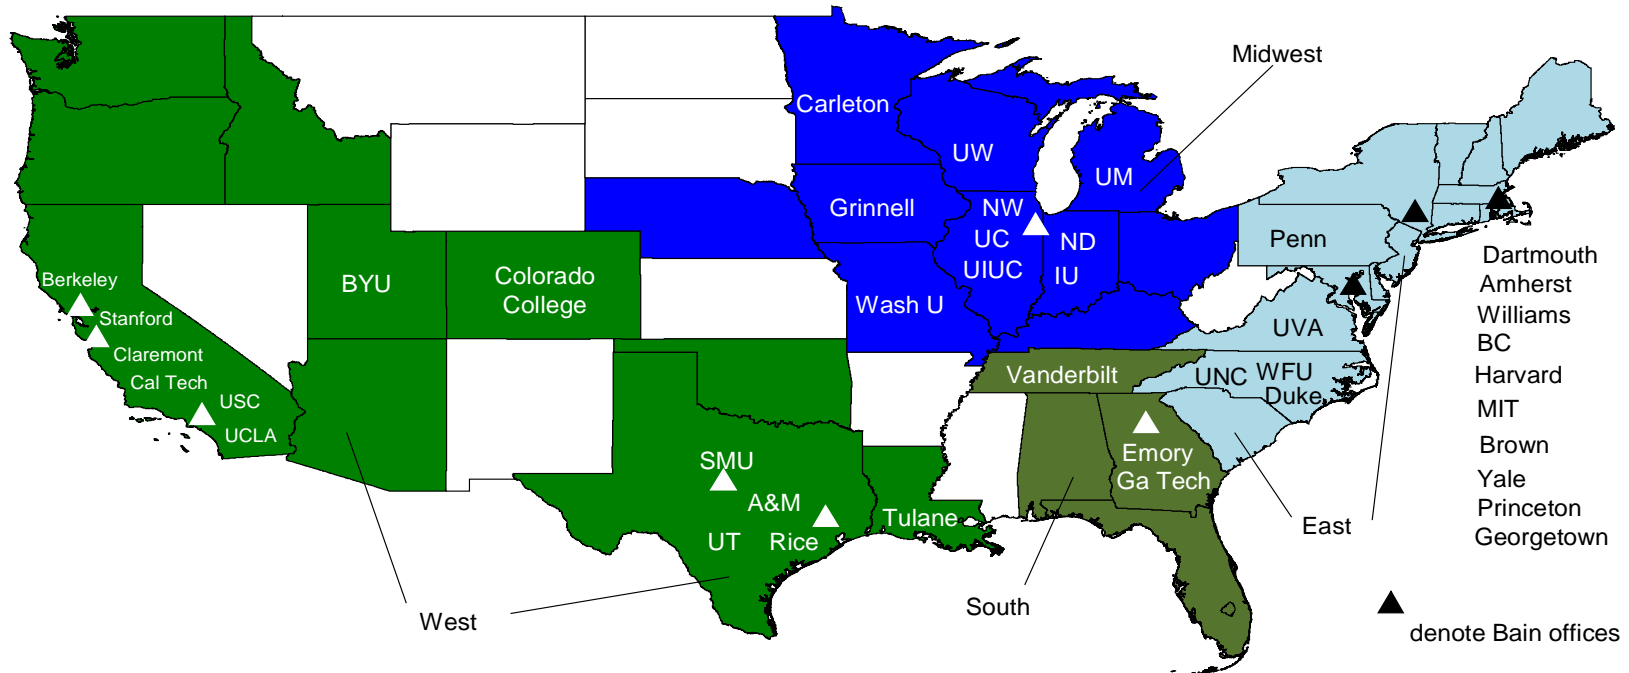 Midwest
Carleton
UW
UM
Grinnell
NW
UC
ND
UIUC
IU
Penn
Berkeley
BYU
Colorado
College
Wash U
Stanford
Claremont
Cal Tech
USC
UCLA
UVA
Vanderbilt
UNC
WFU
Duke
Dartmouth
Amherst
Williams
BC
Harvard
MIT
Brown
Yale
Princeton
Georgetown
SMU
A&M
UT
Rice
Tulane
Emory
Ga Tech
East
South
West
denote Bain offices